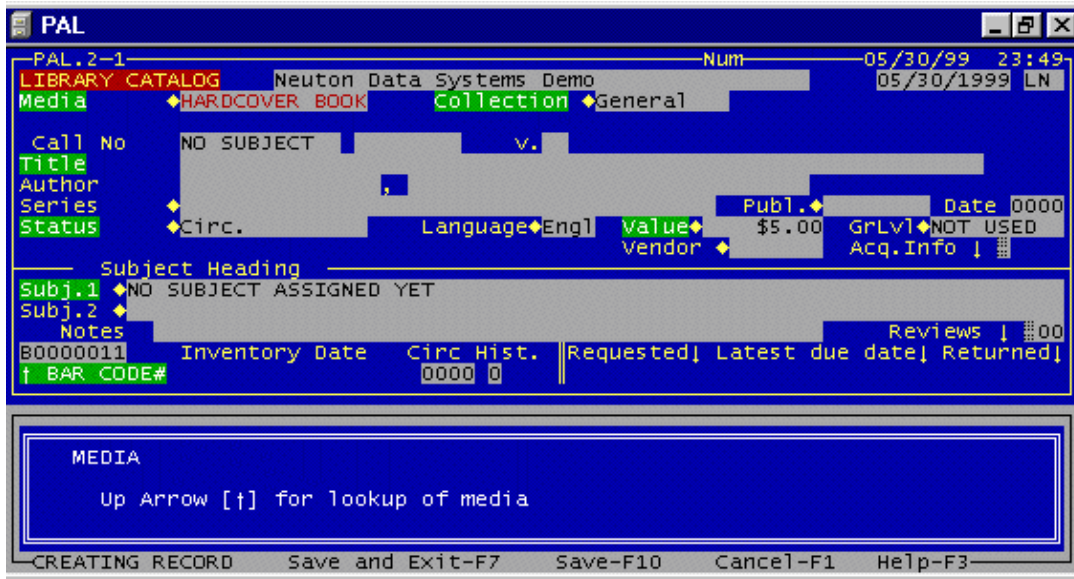 PAL
PAL.2-1 Num 05/30/99 23:49
LIBRARY CATALOG Neuton Data Systems Demo 05/30/1999 LN
Media ◆HARDCOVER BOOK Collection ◆General
Call No NO SUBJECT v.
Title
Author ,
Series ◆ Publ.◆ Date 0000
Status ◆Circ. Language◆Engl Value◆ $5.00 GrLvl◆NOT USED
Vendor ◆ Acq.Info ↓
Subject Heading
Subj.1 ◆NO SUBJECT ASSIGNED YET
Subj.2 ◆
Notes Reviews ↓ 00
B0000011 Inventory Date Circ Hist. Requested↓ Latest due date↓ Returned↓
↑ BAR CODE# 0000 0
MEDIA
Up Arrow [↑] for lookup of media
CREATING RECORD Save and Exit-F7 Save-F10 Cancel-F1 Help-F3